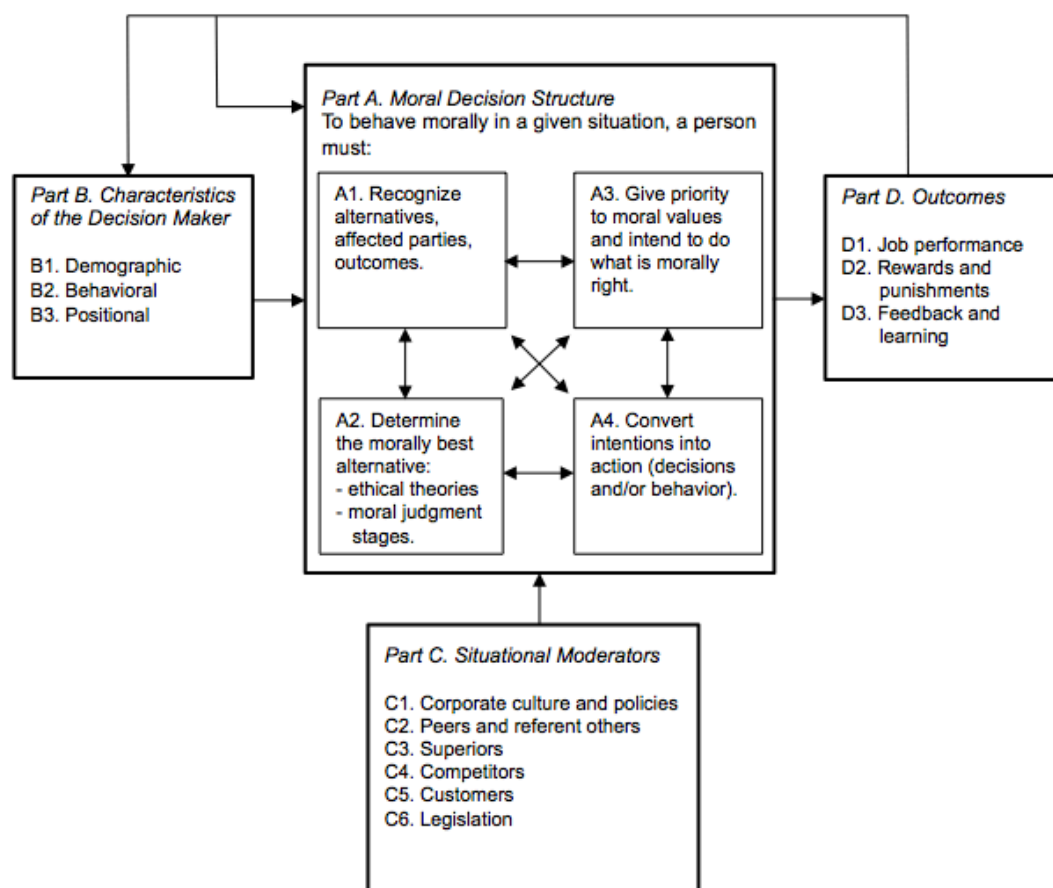 Part A. Moral Decision Structure
To behave morally in a given situation, a person
must:
Part B. Characteristics
of the Decision Maker
B1. Demographic
B2. Behavioral
B3. Positional
A1. Recognize
alternatives,
affected parties,
outcomes.
A3. Give priority
to moral values
and intend to do
what is morally
right.
A2. Determine
the morally best
alternative:
- ethical theories
- moral judgment
stages.
A4. Convert
intentions into
action (decisions
and/or behavior).
Part D. Outcomes
D1. Job performance
D2. Rewards and
punishments
D3. Feedback and
learning
Part C. Situational Moderators
C1. Corporate culture and policies
C2. Peers and referent others
C3. Superiors
C4. Competitors
C5. Customers
C6. Legislation